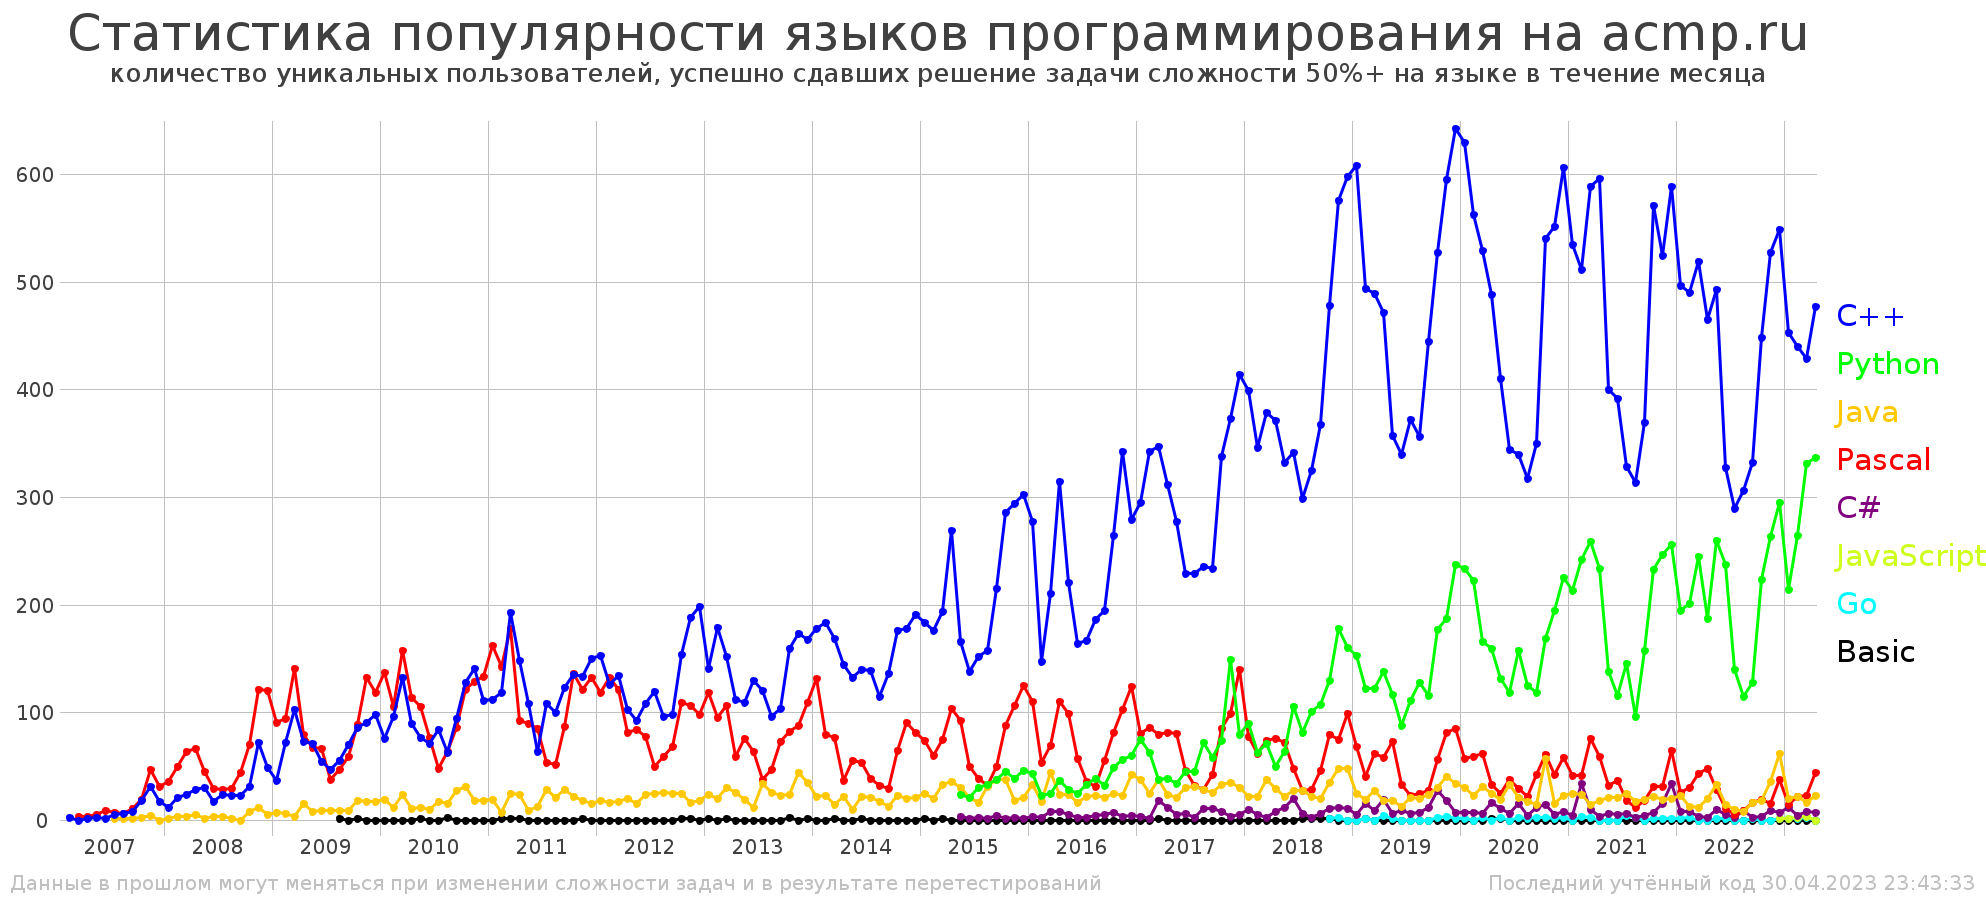 Статистика популярности языков программирования на acmp.ru
количество уникальных пользователей, успешно сдавших решение задачи сложности 50%+ на языке в течение месяца
600
500
400
300
200
100
0
C++
Python
Java
Pascal
C#
JavaScript
Go
Basic
2007 2008 2009 2010 2011 2012 2013 2014 2015 2016 2017 2018 2019 2020 2021 2022
Данные в прошлом могут меняться при изменении сложности задач и в результате перетестирований
Последний учтённый код 30.04.2023 23:43:33